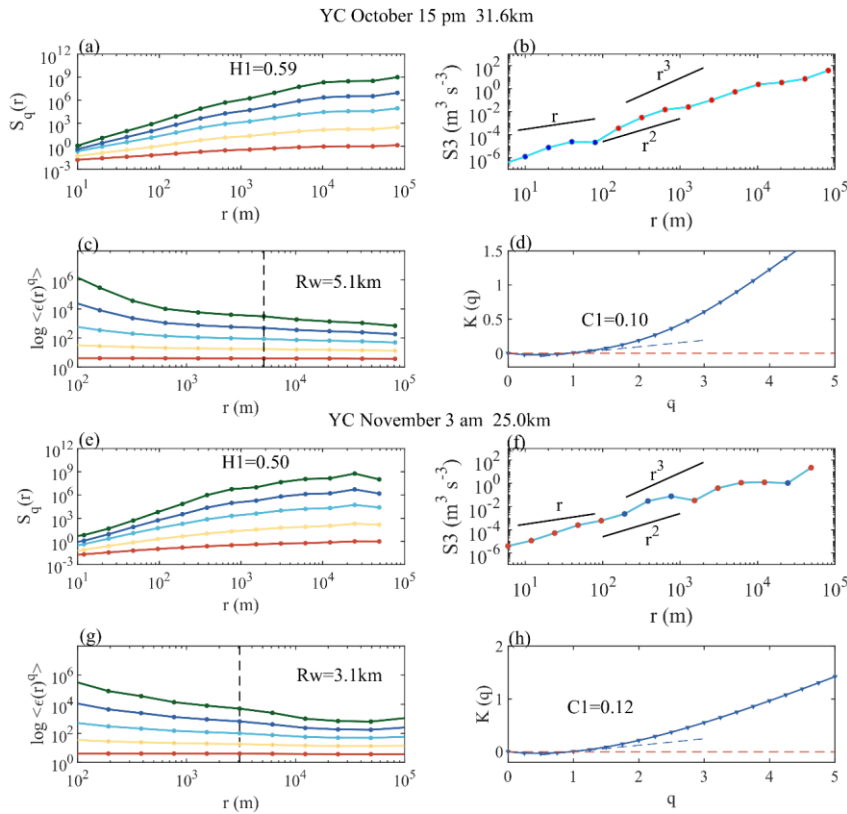 YC October 15 pm 31.6km
(a)
H1=0.59
S_q(r)
10^12
10^9
10^6
10^3
10^0
10^-3
10^1 10^2 10^3 10^4 10^5
r (m)
(b)
r^3
r
r^2
S3 (m^3 s^-3)
10^2
10^0
10^-2
10^-4
10^-6
10^1 10^2 10^3 10^4 10^5
r (m)
(c)
Rw=5.1km
log <ϵ(r)^q>
10^6
10^4
10^2
10^0
10^2 10^3 10^4 10^5
r (m)
(d)
C1=0.10
K (q)
1.5
1
0.5
0
0 1 2 3 4 5
q
YC November 3 am 25.0km
(e)
H1=0.50
S_q(r)
10^12
10^9
10^6
10^3
10^0
10^-3
10^1 10^2 10^3 10^4 10^5
r (m)
(f)
r^3
r
r^2
S3 (m^3 s^-3)
10^2
10^0
10^-2
10^-4
10^-6
10^1 10^2 10^3 10^4 10^5
r (m)
(g)
Rw=3.1km
log <ϵ(r)^q>
10^6
10^4
10^2
10^0
10^2 10^3 10^4 10^5
r (m)
(h)
C1=0.12
K (q)
2
1
0
0 1 2 3 4 5
q